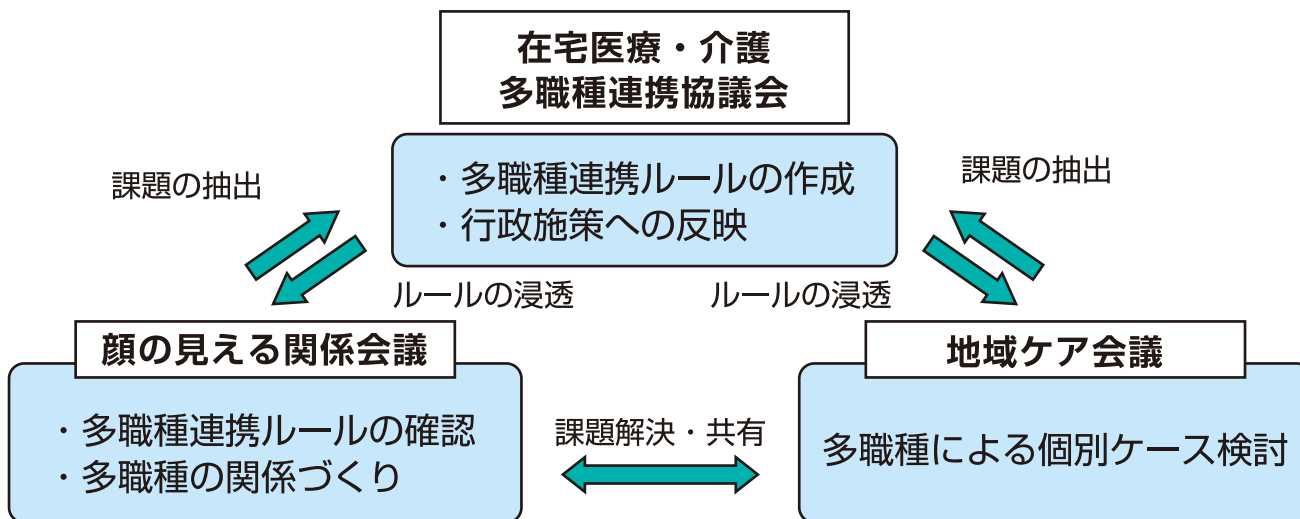 在宅医療・介護
多職種連携協議会
・多職種連携ルールの作成
・行政施策への反映
課題の抽出
課題の抽出
ルールの浸透
ルールの浸透
顔の見える関係会議
・多職種連携ルールの確認
・多職種の関係づくり
課題解決・共有
地域ケア会議
多職種による個別ケース検討